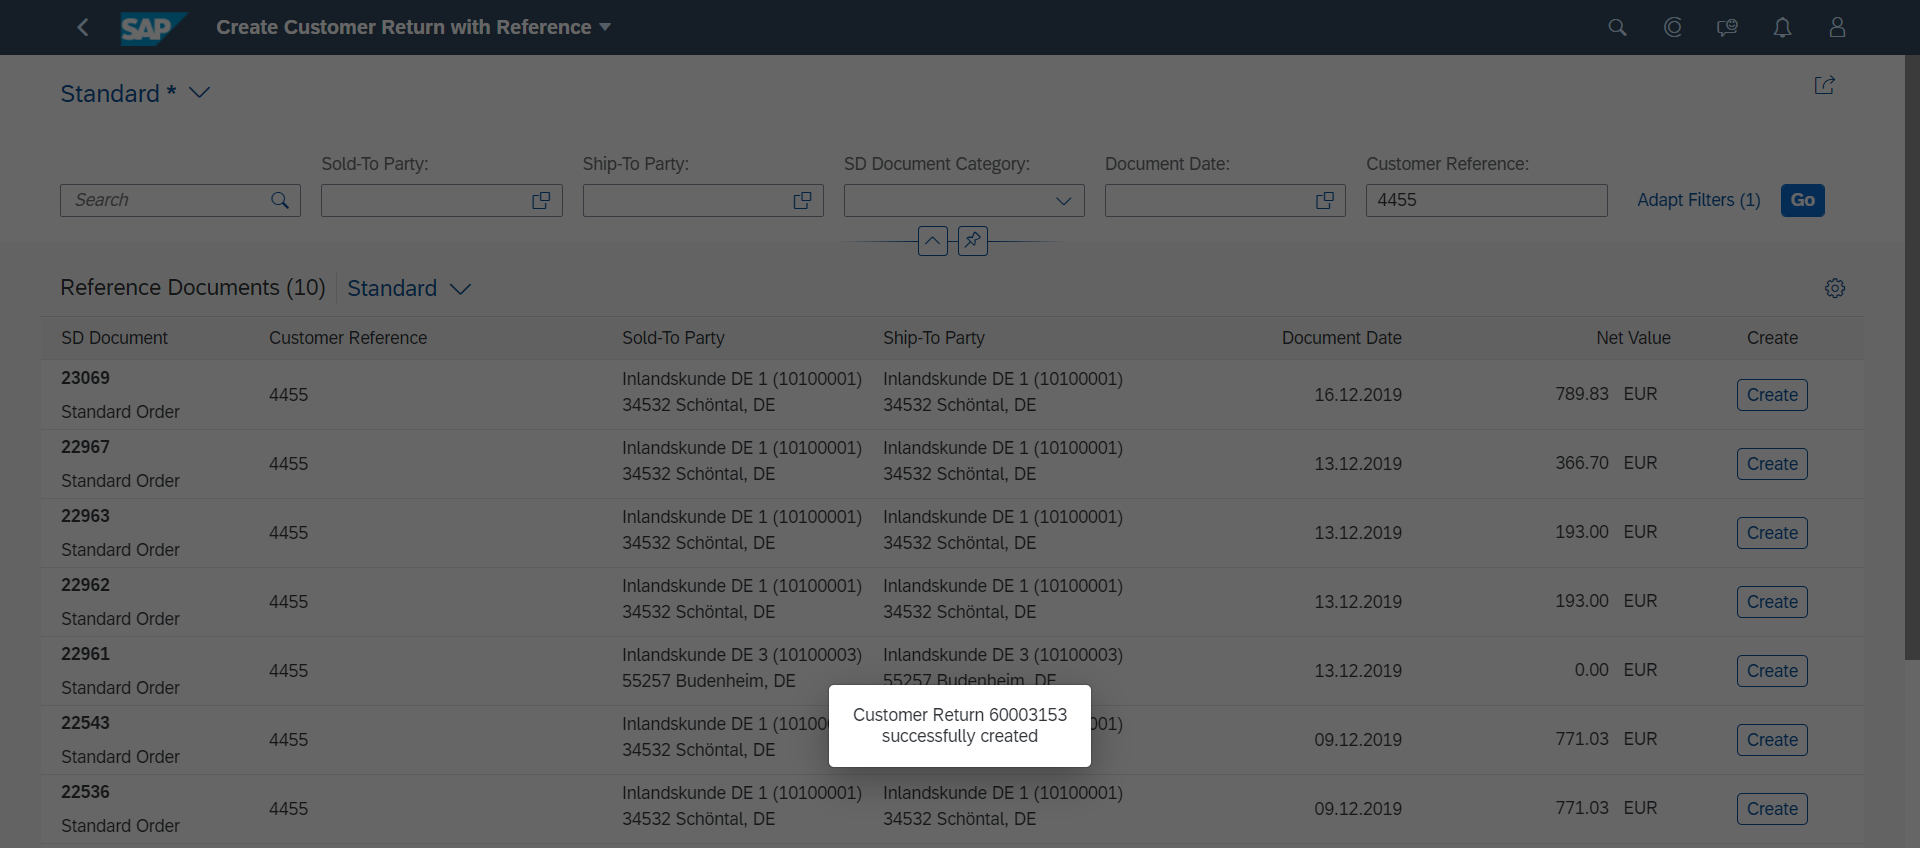 SAP Create Customer Return with Reference
Standard *
Sold-To Party: Ship-To Party: SD Document Category: Document Date: Customer Reference:
Search 4455 Adapt Filters (1) Go
Reference Documents (10) Standard
SD Document Customer Reference Sold-To Party Ship-To Party Document Date Net Value Create
23069 Inlandskunde DE 1 (10100001) Inlandskunde DE 1 (10100001)
4455 16.12.2019 789.83 EUR Create
Standard Order 34532 Schöntal, DE 34532 Schöntal, DE
22967 Inlandskunde DE 1 (10100001) Inlandskunde DE 1 (10100001)
4455 13.12.2019 366.70 EUR Create
Standard Order 34532 Schöntal, DE 34532 Schöntal, DE
22963 Inlandskunde DE 1 (10100001) Inlandskunde DE 1 (10100001)
4455 13.12.2019 193.00 EUR Create
Standard Order 34532 Schöntal, DE 34532 Schöntal, DE
22962 Inlandskunde DE 1 (10100001) Inlandskunde DE 1 (10100001)
4455 13.12.2019 193.00 EUR Create
Standard Order 34532 Schöntal, DE 34532 Schöntal, DE
22961 Inlandskunde DE 3 (10100003) Inlandskunde DE 3 (10100003)
4455 13.12.2019 0.00 EUR Create
Standard Order 55257 Budenheim, DE 55257 Budenheim, DE
22543 Inlandskunde DE 1 (10100 001)
4455 09.12.2019 771.03 EUR Create
Standard Order 34532 Schöntal, DE
22536 Inlandskunde DE 1 (10100001) Inlandskunde DE 1 (10100001)
4455 09.12.2019 771.03 EUR Create
Standard Order 34532 Schöntal, DE 34532 Schöntal, DE
Customer Return 60003153
successfully created